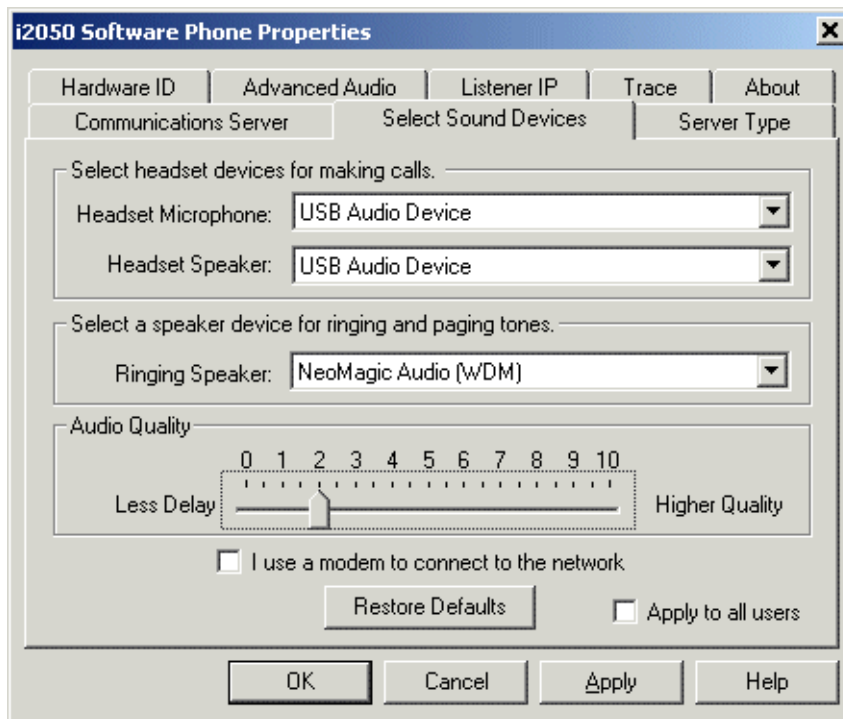 i2050 Software Phone Properties
Hardware ID Advanced Audio Listener IP Trace About
Communications Server Select Sound Devices Server Type
Select headset devices for making calls.
Headset Microphone: USB Audio Device
Headset Speaker: USB Audio Device
Select a speaker device for ringing and paging tones.
Ringing Speaker: NeoMagic Audio (WDM)
Audio Quality
0 1 2 3 4 5 6 7 8 9 10
Less Delay Higher Quality
I use a modem to connect to the network
Restore Defaults Apply to all users
OK Cancel Apply Help